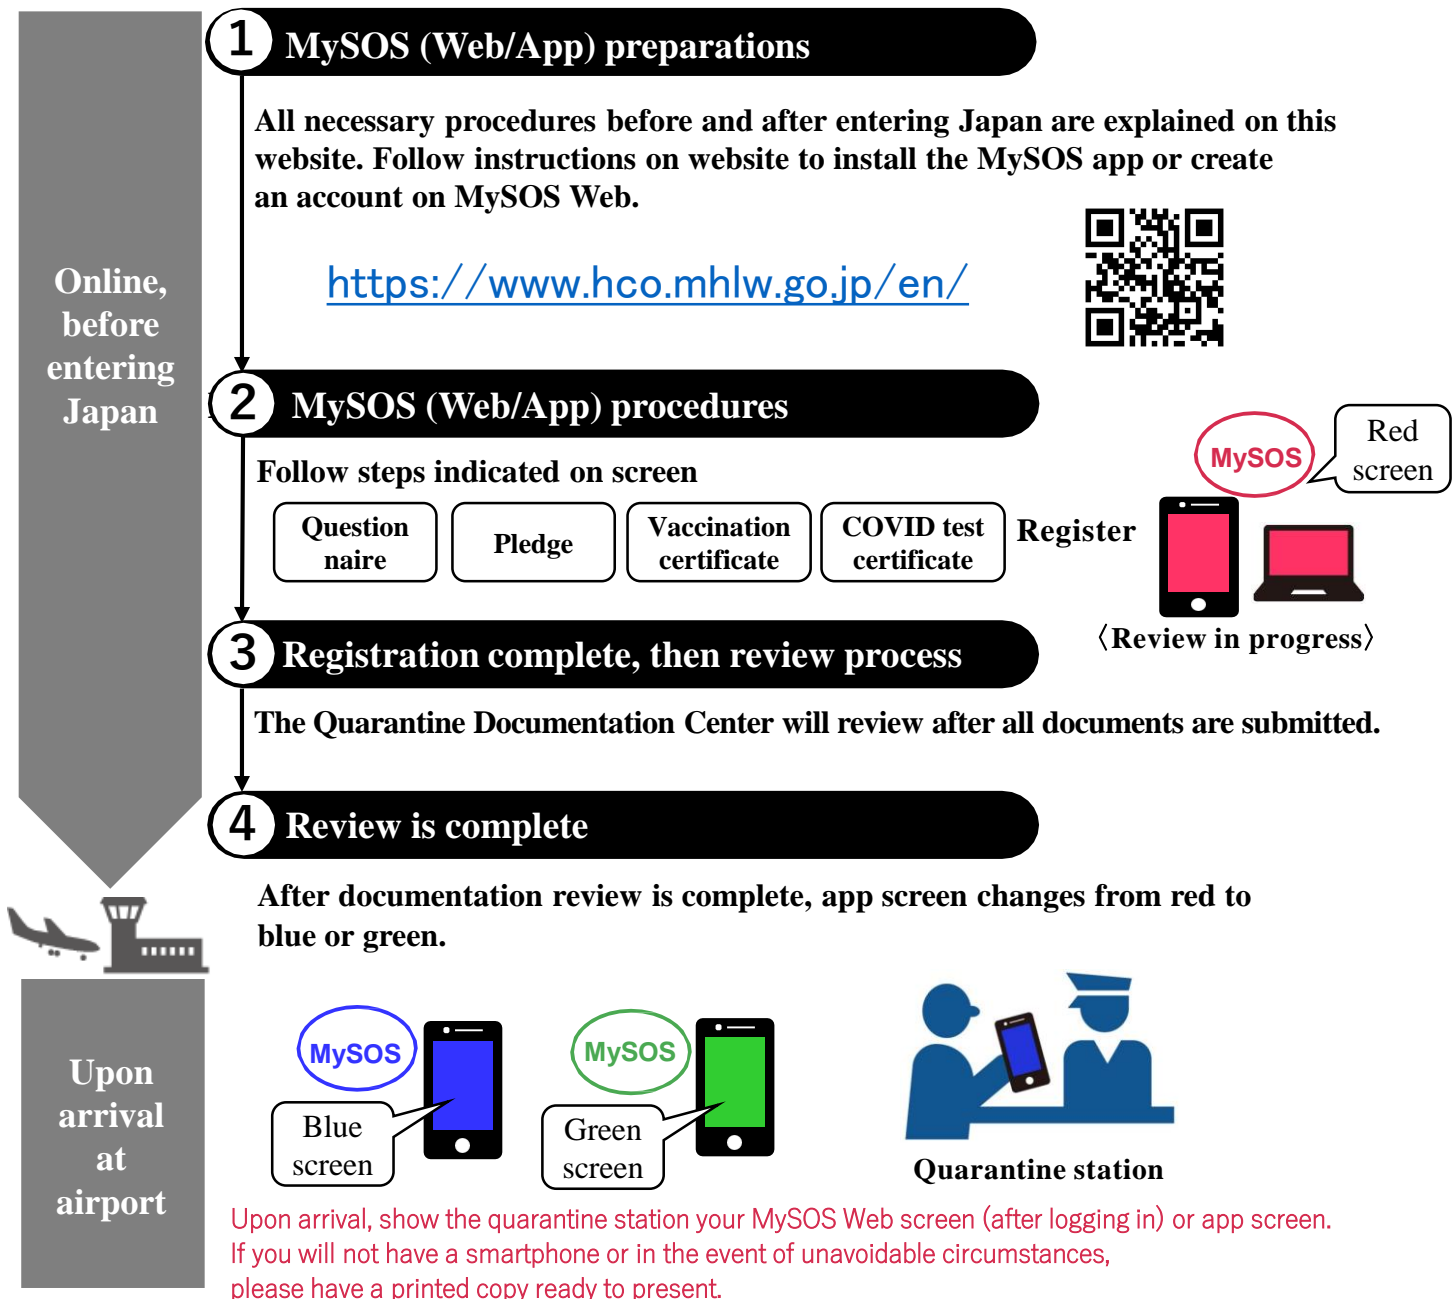 1 MySOS (Web/App) preparations
All necessary procedures before and after entering Japan are explained on this
website. Follow instructions on website to install the MySOS app or create
an account on MySOS Web.
https://www.hco.mhlw.go.jp/en/
Online,
before
entering
Japan
2 MySOS (Web/App) procedures
Follow steps indicated on screen
Question
naire
Pledge
Vaccination
certificate
COVID test
certificate
Register
MySOS
Red
screen
〈Review in progress〉
3 Registration complete, then review process
The Quarantine Documentation Center will review after all documents are submitted.
4 Review is complete
After documentation review is complete, app screen changes from red to
blue or green.
Upon
arrival
at
airport
MySOS
Blue
screen
MySOS
Green
screen
Quarantine station
Upon arrival, show the quarantine station your MySOS Web screen (after logging in) or app screen.
If you will not have a smartphone or in the event of unavoidable circumstances,
please have a printed copy ready to present.